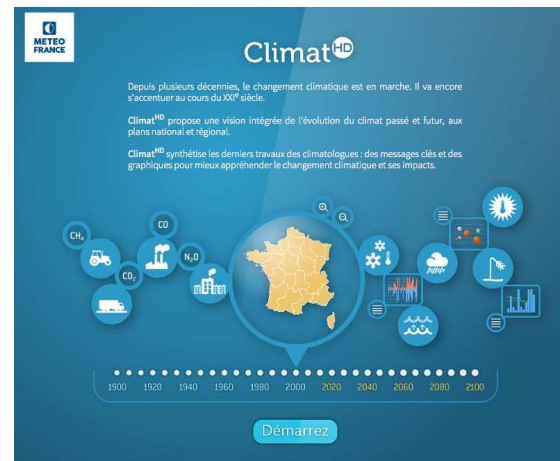 METEO
FRANCE
Climat HD
Depuis plusieurs décennies, le changement climatique est en marche. Il va encore
s'accentuer au cours du XXIe siècle.
ClimatHD propose une vision intégrée de l'évolution du climat passé et futur, aux
plans national et régional.
ClimatHD synthétise les derniers travaux des climatologues : des messages clés et des
graphiques pour mieux appréhender le changement climatique et ses impacts.
CH4
CO
CO2
N2O
1900 1920 1940 1960 1980 2000 2020 2040 2060 2080 2100
Démarrez